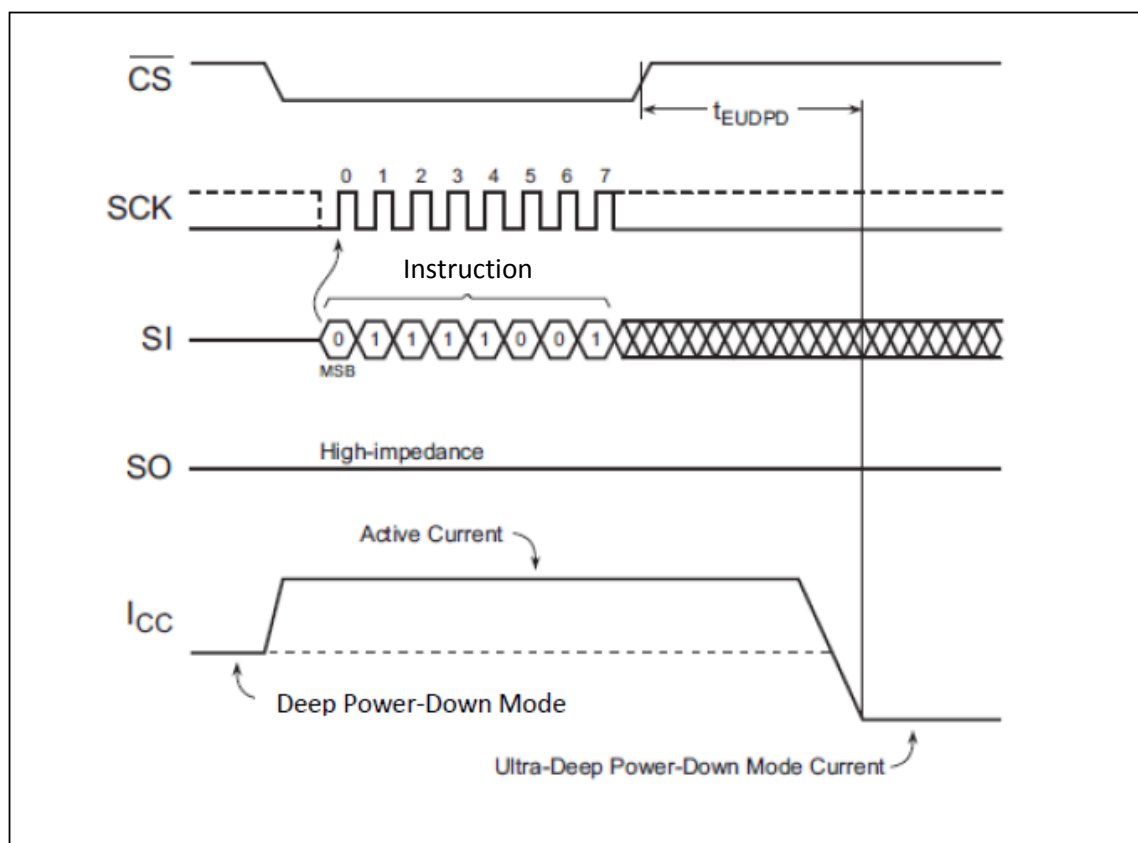 CS
tEUDPD
0 1 2 3 4 5 6 7
SCK
Instruction
SI
0 1 1 1 1 0 0 1
MSB
High-impedance
SO
Active Current
ICC
Deep Power-Down Mode
Ultra-Deep Power-Down Mode Current